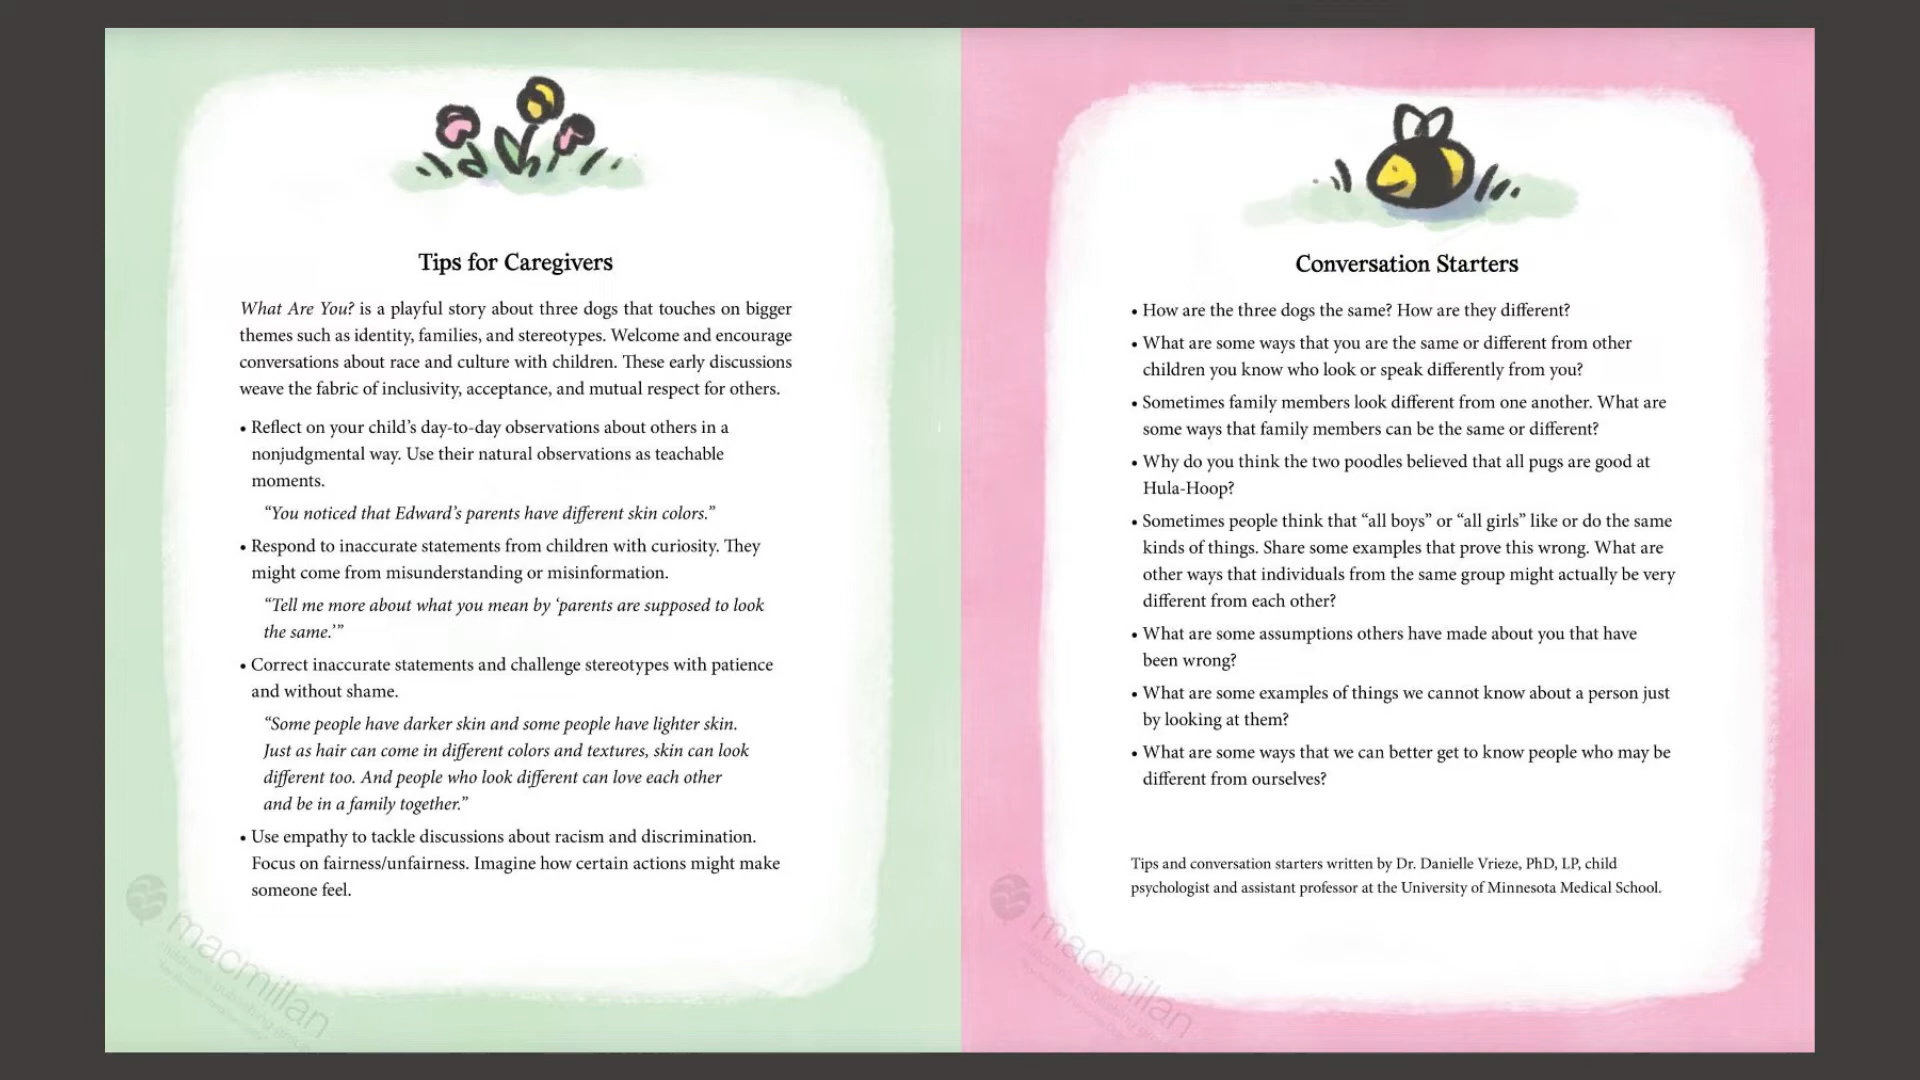 Tips for Caregivers
What Are You? is a playful story about three dogs that touches on bigger
themes such as identity, families, and stereotypes. Welcome and encourage
conversations about race and culture with children. These early discussions
weave the fabric of inclusivity, acceptance, and mutual respect for others.
• Reflect on your child’s day-to-day observations about others in a
nonjudgmental way. Use their natural observations as teachable
moments.
“You noticed that Edward’s parents have different skin colors.”
• Respond to inaccurate statements from children with curiosity. They
might come from misunderstanding or misinformation.
“Tell me more about what you mean by ‘parents are supposed to look
the same.’”
• Correct inaccurate statements and challenge stereotypes with patience
and without shame.
“Some people have darker skin and some people have lighter skin.
Just as hair can come in different colors and textures, skin can look
different too. And people who look different can love each other
and be in a family together.”
• Use empathy to tackle discussions about racism and discrimination.
Focus on fairness/unfairness. Imagine how certain actions might make
someone feel.
macmillan
children's publishing group
Conversation Starters
• How are the three dogs the same? How are they different?
• What are some ways that you are the same or different from other
children you know who look or speak differently from you?
• Sometimes family members look different from one another. What are
some ways that family members can be the same or different?
• Why do you think the two poodles believed that all pugs are good at
Hula-Hoop?
• Sometimes people think that “all boys” or “all girls” like or do the same
kinds of things. Share some examples that prove this wrong. What are
other ways that individuals from the same group might actually be very
different from each other?
• What are some assumptions others have made about you that have
been wrong?
• What are some examples of things we cannot know about a person just
by looking at them?
• What are some ways that we can better get to know people who may be
different from ourselves?
Tips and conversation starters written by Dr. Danielle Vrieze, PhD, LP, child
psychologist and assistant professor at the University of Minnesota Medical School.
macmillan
children's publishing group